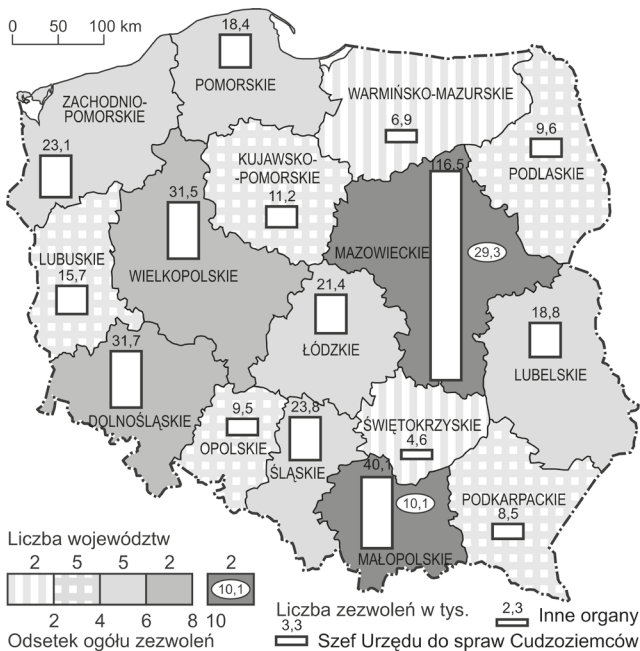 0 50 100 km
18,4
POMORSKIE
ZACHODNIO-
POMORSKIE
23,1
WARMIŃSKO-MAZURSKIE
6,9
9,6
PODLASKIE
KUJAWSKO-
-POMORSKIE
11,2
31,5
WIELKOPOLSKIE
LUBUSKIE
15,7
16,5
MAZOWIECKIE
29,3
21,4
ŁÓDZKIE
18,8
LUBELSKIE
31,7
DOLNOŚLĄSKIE
9,5
OPOLSKIE
23,8
ŚLĄSKIE
ŚWIĘTOKRZYSKIE
4,6
40,1
10,1
MAŁOPOLSKIE
PODKARPACKIE
8,5
Liczba województw
2 5 5 2 2
10,1
2 4 6 8 10
Odsetek ogółu zezwoleń
Liczba zezwoleń w tys.
2,3 Inne organy
3,3 Szef Urzędu do spraw Cudzoziemców